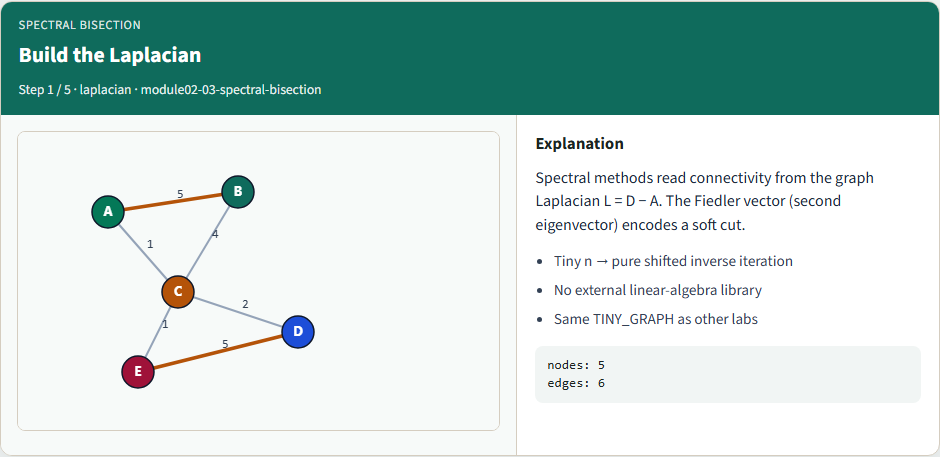 SPECTRAL BISECTION
Build the Laplacian
Step 1 / 5 · laplacian · module02-03-spectral-bisection
5
B
A
4
1
C
2
1
D
5
E
Explanation
Spectral methods read connectivity from the graph
Laplacian L = D − A. The Fiedler vector (second
eigenvector) encodes a soft cut.
• Tiny n → pure shifted inverse iteration
• No external linear-algebra library
• Same TINY_GRAPH as other labs
nodes: 5
edges: 6